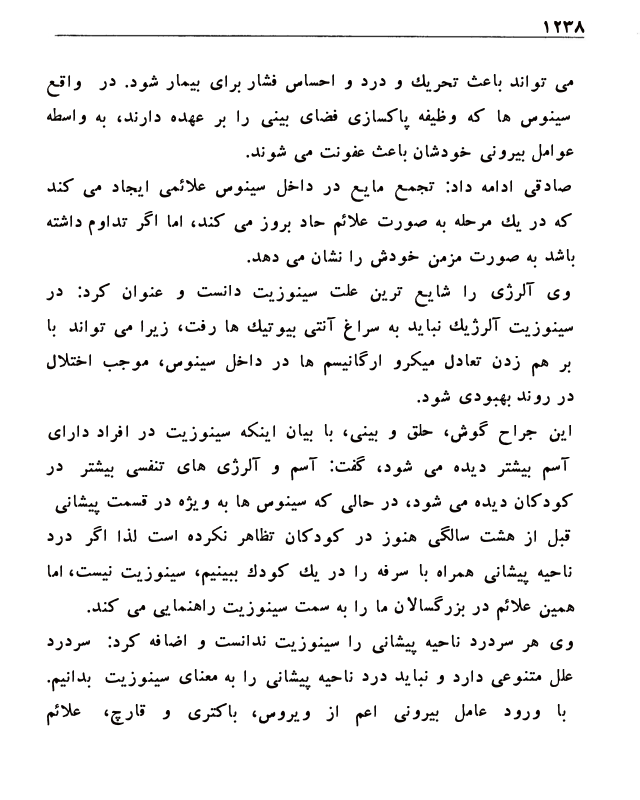 ۱۲۳۸
می تواند باعث تحریك و درد و احساس فشار برای بیمار شود. در واقع
سینوس ها که وظیفه پاکسازی فضای بینی را بر عهده دارند، به واسطه
عوامل بیرونی خودشان باعث عفونت می شوند.
صادقی ادامه داد: تجمع مایع در داخل سینوس علائمی ایجاد می کند
که در یك مرحله به صورت علائم حاد بروز می کند، اما اگر تداوم داشته
باشد به صورت مزمن خودش را نشان می دهد.
وی آلرژی را شایع ترین علت سینوزیت دانست و عنوان کرد: در
سینوزیت آلرژیك نباید به سراغ آنتی بیوتیك ها رفت، زیرا می تواند با
بر هم زدن تعادل میکرو ارگانیسم ها در داخل سینوس، موجب اختلال
در روند بهبودی شود.
این جراح گوش، حلق و بینی، با بیان اینکه سینوزیت در افراد دارای
آسم بیشتر دیده می شود، گفت: آسم و آلرژی های تنفسی بیشتر در
کودکان دیده می شود، در حالی که سینوس ها به ویژه در قسمت پیشانی
قبل از هشت سالگی هنوز در کودکان تظاهر نکرده است لذا اگر درد
ناحیه پیشانی همراه با سرفه را در یك کودك ببینیم، سینوزیت نیست، اما
همین علائم در بزرگسالان ما را به سمت سینوزیت راهنمایی می کند.
وی هر سردرد ناحیه پیشانی را سینوزیت ندانست و اضافه کرد: سردرد
علل متنوعی دارد و نباید درد ناحیه پیشانی را به معنای سینوزیت بدانیم.
با ورود عامل بیرونی اعم از ویروس، باکتری و قارچ، علائم